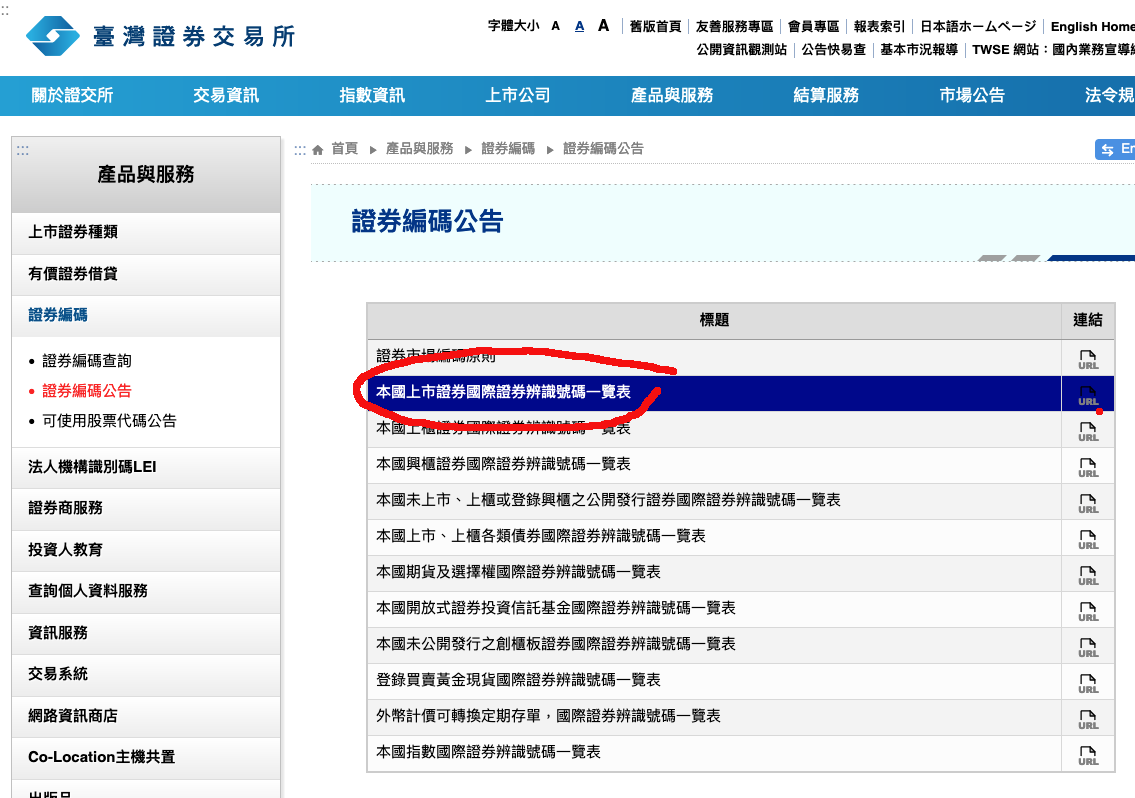 臺灣證券交易所
字體大小 A A A 舊版首頁 友善服務專區 會員專區 報表索引 日本語ホームページ English Home
公開資訊觀測站 公告快易查 基本市況報導 TWSE 網站：國內業務宣導
關於證交所 交易資訊 指數資訊 上市公司 產品與服務 結算服務 市場公告 法令規
產品與服務
上市證券種類
有價證券借貸
證券編碼
• 證券編碼查詢
• 證券編碼公告
• 可使用股票代碼公告
法人機構識別碼LEI
證券商服務
投資人教育
查詢個人資料服務
資訊服務
交易系統
網路資訊商店
Co-Location主機共置
出版品
首頁 ▶ 產品與服務 ▶ 證券編碼 ▶ 證券編碼公告
En
證券編碼公告
標題 連結
證券市場編碼原則 URL
本國上市證券國際證券辨識號碼一覽表 URL
本國上櫃證券國際證券辨識號碼一覽表 URL
本國興櫃證券國際證券辨識號碼一覽表 URL
本國未上市、上櫃或登錄興櫃之公開發行證券國際證券辨識號碼一覽表 URL
本國上市、上櫃各類債券國際證券辨識號碼一覽表 URL
本國期貨及選擇權國際證券辨識號碼一覽表 URL
本國開放式證券投資信託基金國際證券辨識號碼一覽表 URL
本國未公開發行之創櫃板證券國際證券辨識號碼一覽表 URL
登錄買賣黃金現貨國際證券辨識號碼一覽表 URL
外幣計價可轉換定期存單，國際證券辨識號碼一覽表 URL
本國指數國際證券辨識號碼一覽表 URL